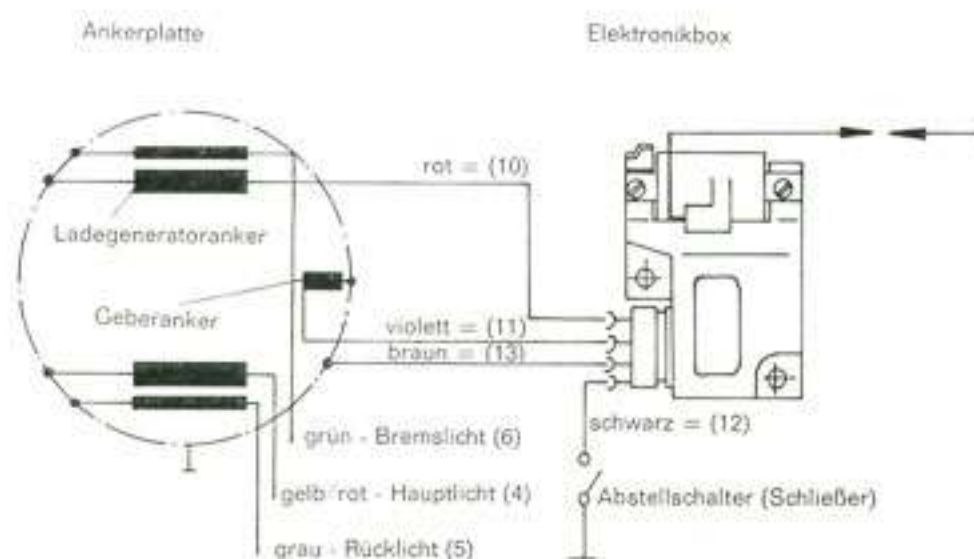 Ankerplatte
Elektronikbox
rot = (10)
Ladegeneratoranker
Geberanker
violett = (11)
braun = (13)
schwarz = (12)
grün - Bremslicht (6)
gelb/rot - Hauptlicht (4)
Abstellschalter (Schließer)
grau - Rücklicht (5)